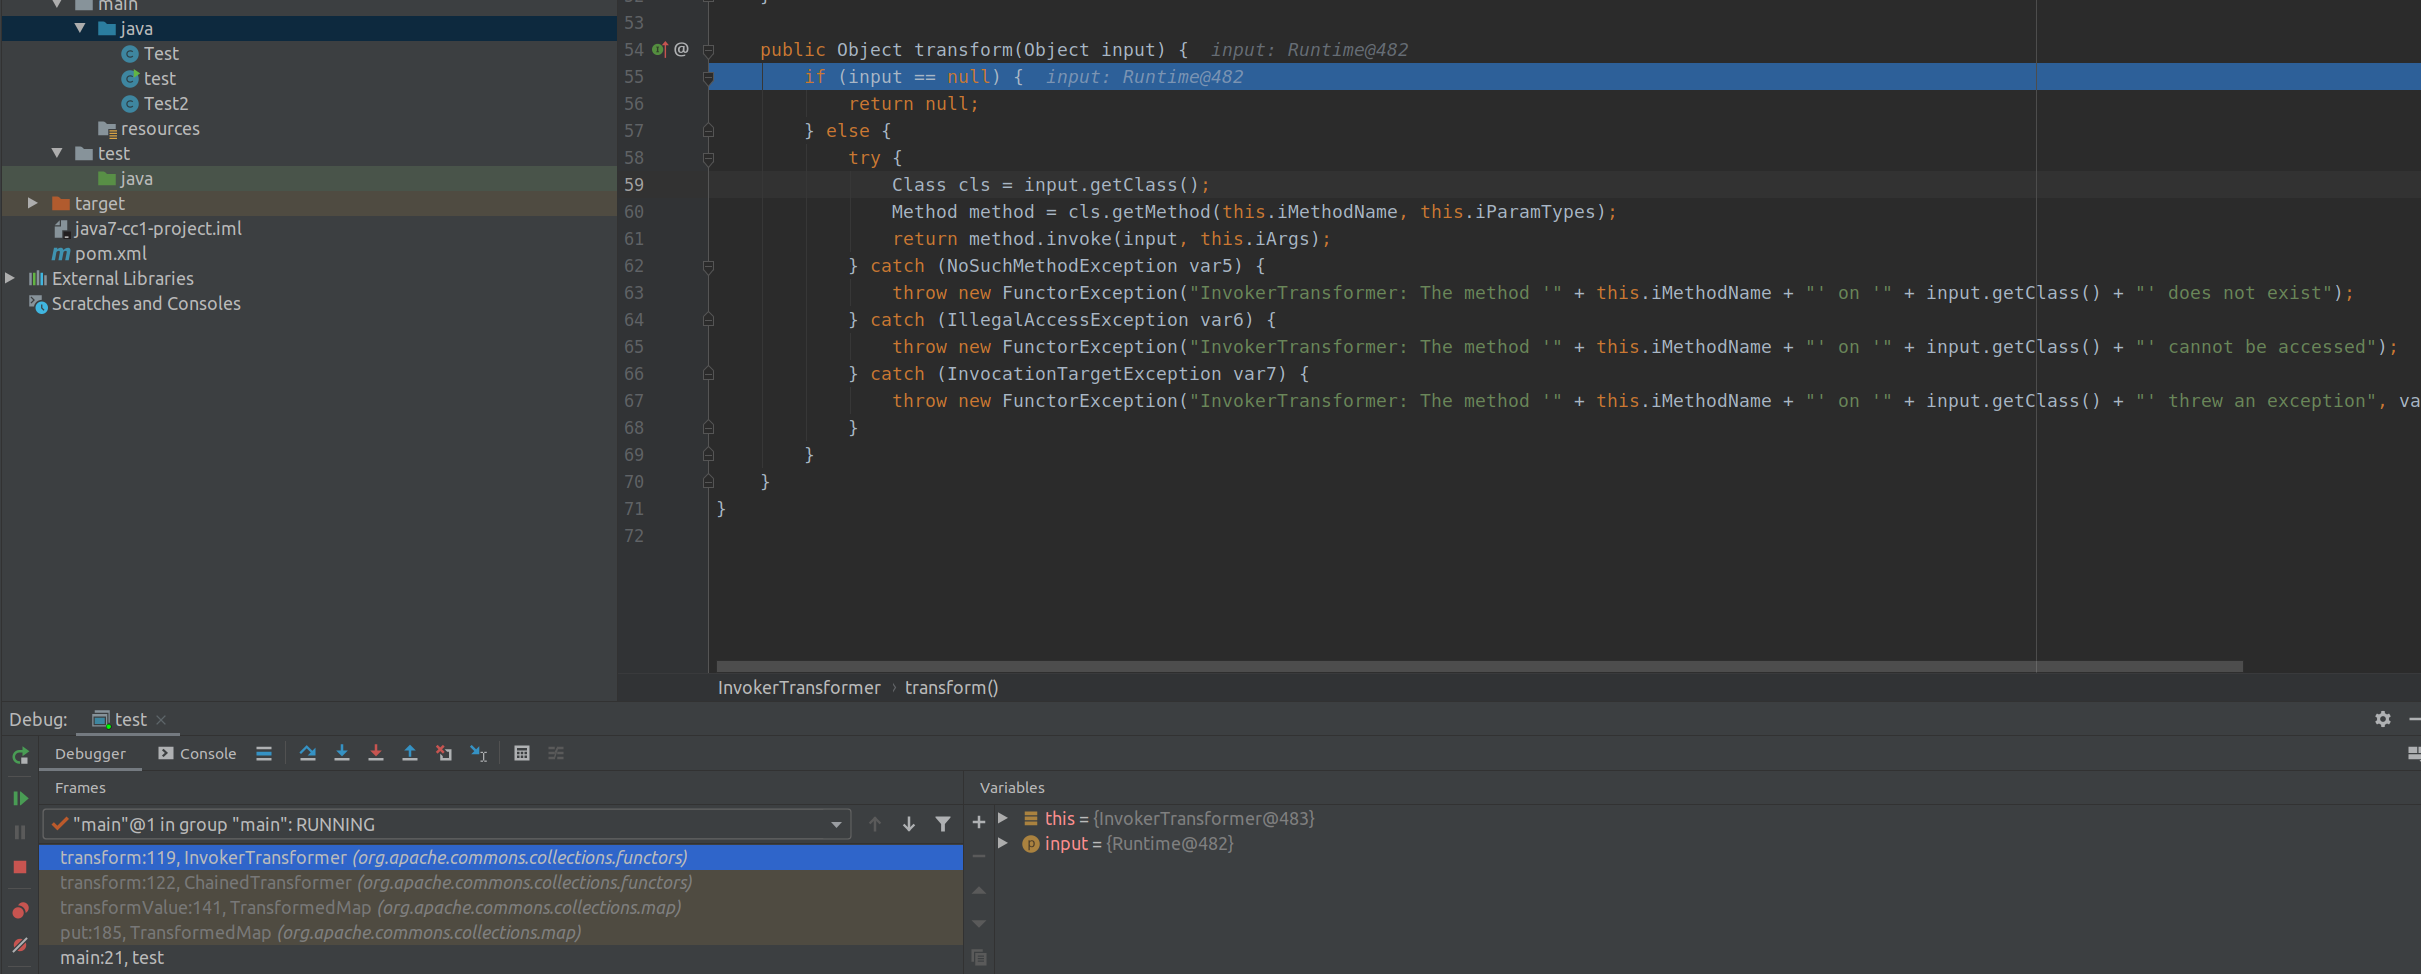 main
java
Test
test
Test2
resources
test
java
target
java7-cc1-project.iml
pom.xml
External Libraries
Scratches and Consoles
53
54 @ public Object transform(Object input) { input: Runtime@482
55 if (input == null) { input: Runtime@482
56 return null;
57 } else {
58 try {
59 Class cls = input.getClass();
60 Method method = cls.getMethod(this.iMethodName, this.iParamTypes);
61 return method.invoke(input, this.iArgs);
62 } catch (NoSuchMethodException var5) {
63 throw new FunctorException("InvokerTransformer: The method '" + this.iMethodName + "' on '" + input.getClass() + "' does not exist");
64 } catch (IllegalAccessException var6) {
65 throw new FunctorException("InvokerTransformer: The method '" + this.iMethodName + "' on '" + input.getClass() + "' cannot be accessed");
66 } catch (InvocationTargetException var7) {
67 throw new FunctorException("InvokerTransformer: The method '" + this.iMethodName + "' on '" + input.getClass() + "' threw an exception", va
68 }
69 }
70 }
71 }
72
InvokerTransformer › transform()
Debug: test
Debugger Console
Frames
"main"@1 in group "main": RUNNING
transform:119, InvokerTransformer (org.apache.commons.collections.functors)
transform:122, ChainedTransformer (org.apache.commons.collections.functors)
transformValue:141, TransformedMap (org.apache.commons.collections.map)
put:185, TransformedMap (org.apache.commons.collections.map)
main:21, test
Variables
this = {InvokerTransformer@483}
input = {Runtime@482}